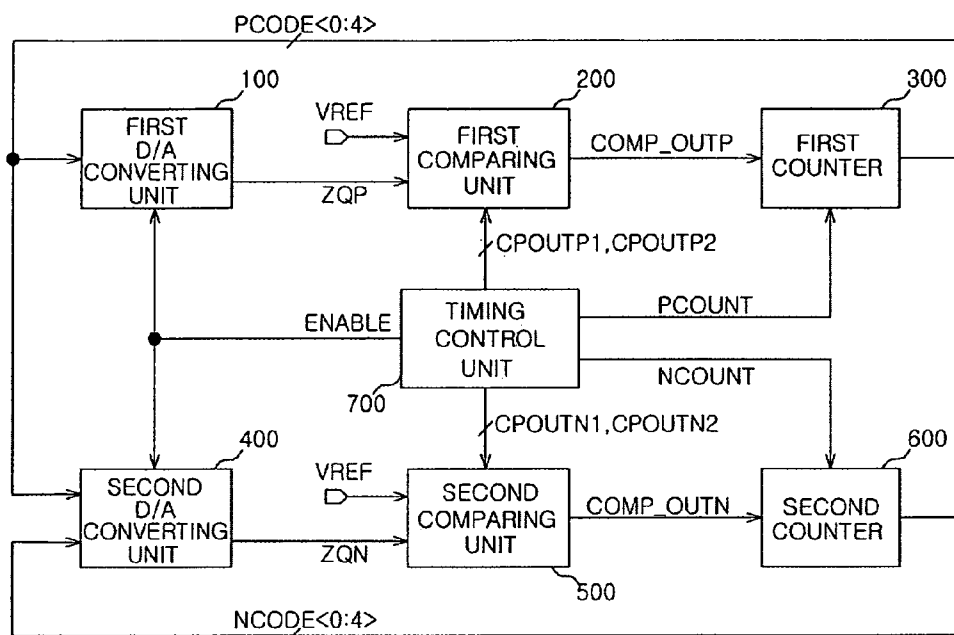 PCODE<0:4>
100
200
300
VREF
FIRST
D/A
CONVERTING
UNIT
FIRST
COMPARING
UNIT
COMP_OUTP
FIRST
COUNTER
ZQP
CPOUTP1,CPOUTP2
ENABLE
TIMING
CONTROL
UNIT
PCOUNT
NCOUNT
700
CPOUTN1,CPOUTN2
400
600
VREF
SECOND
D/A
CONVERTING
UNIT
SECOND
COMPARING
UNIT
COMP_OUTN
SECOND
COUNTER
ZQN
500
NCODE<0:4>